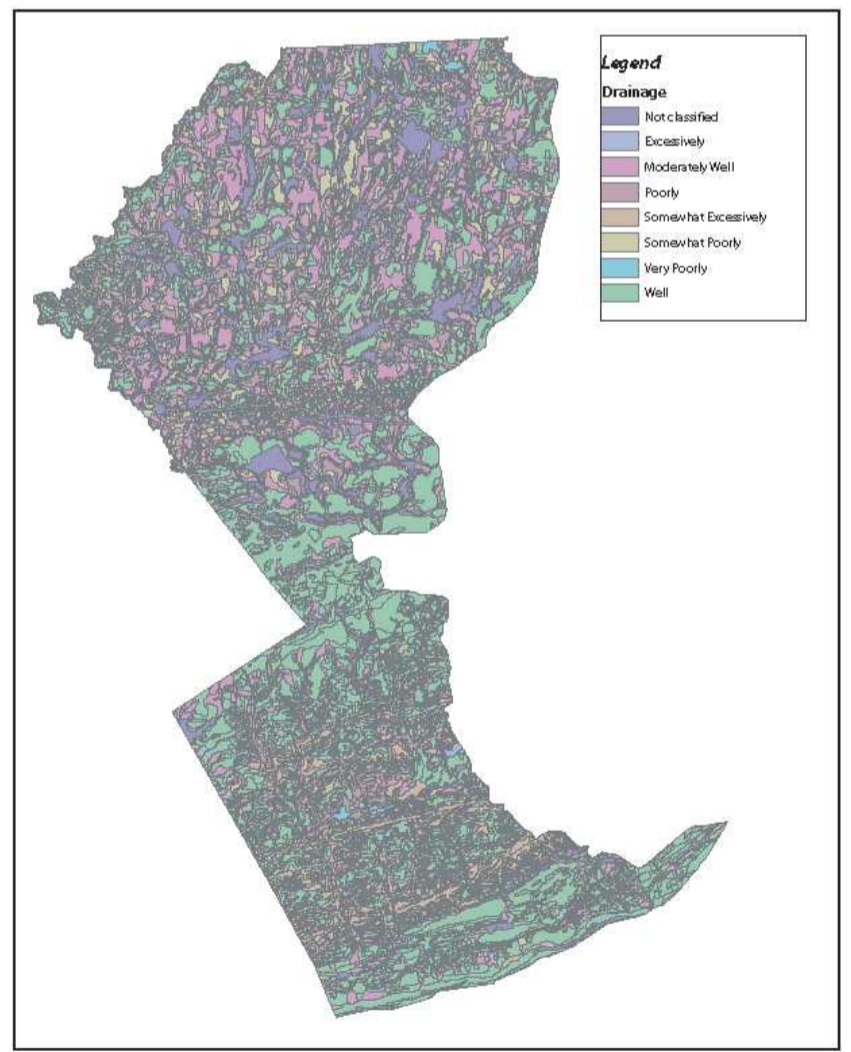 Legend
Drainage
Not classified
Excessively
Moderately Well
Poorly
Somewhat Excessively
Somewhat Poorly
Very Poorly
Well